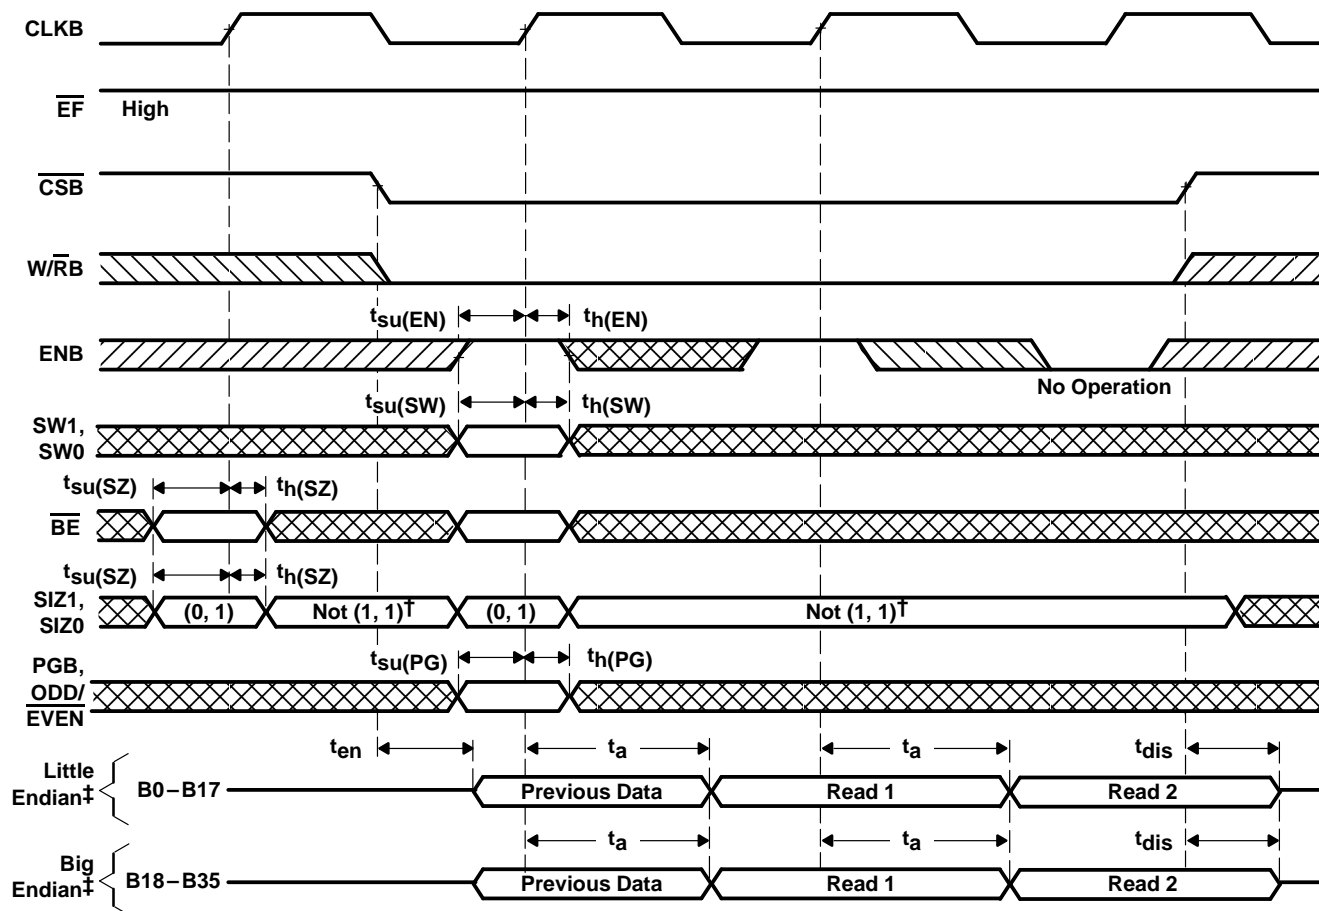 CLKB
EF
High
CSB
W/RB
tsu(EN)
th(EN)
ENB
No Operation
tsu(SW)
th(SW)
SW1,
SW0
tsu(SZ)
th(SZ)
BE
tsu(SZ)
th(SZ)
SIZ1,
SIZ0
(0, 1)
Not (1, 1)†
(0, 1)
Not (1, 1)†
tsu(PG)
th(PG)
PGB,
ODD/
EVEN
ten
ta
ta
tdis
Little
Endian‡
B0–B17
Previous Data
Read 1
Read 2
ta
ta
tdis
Big
Endian‡
B18–B35
Previous Data
Read 1
Read 2